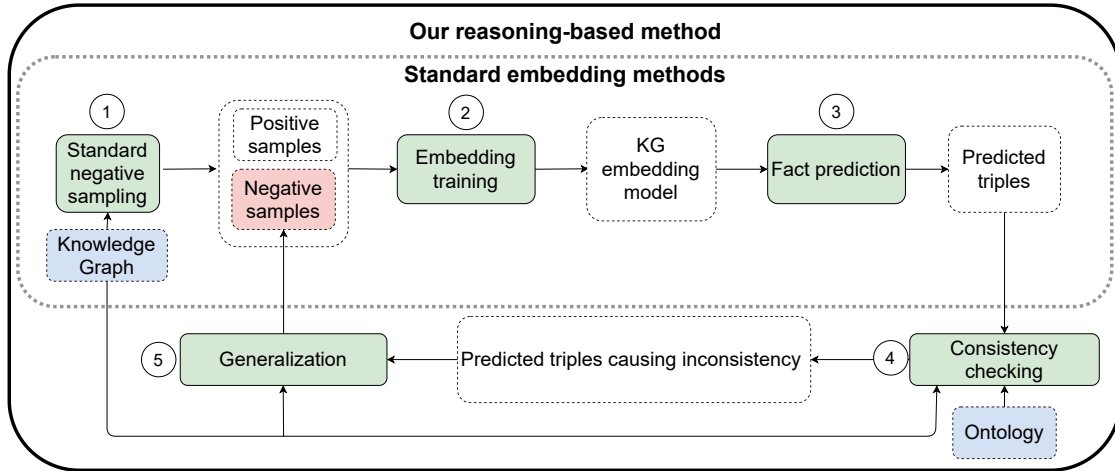 Our reasoning-based method
Standard embedding methods
1
Standard
negative
sampling
Positive
samples
Negative
samples
2
Embedding
training
KG
embedding
model
3
Fact prediction
Predicted
triples
Knowledge
Graph
5
Generalization
Predicted triples causing inconsistency
4
Consistency
checking
Ontology